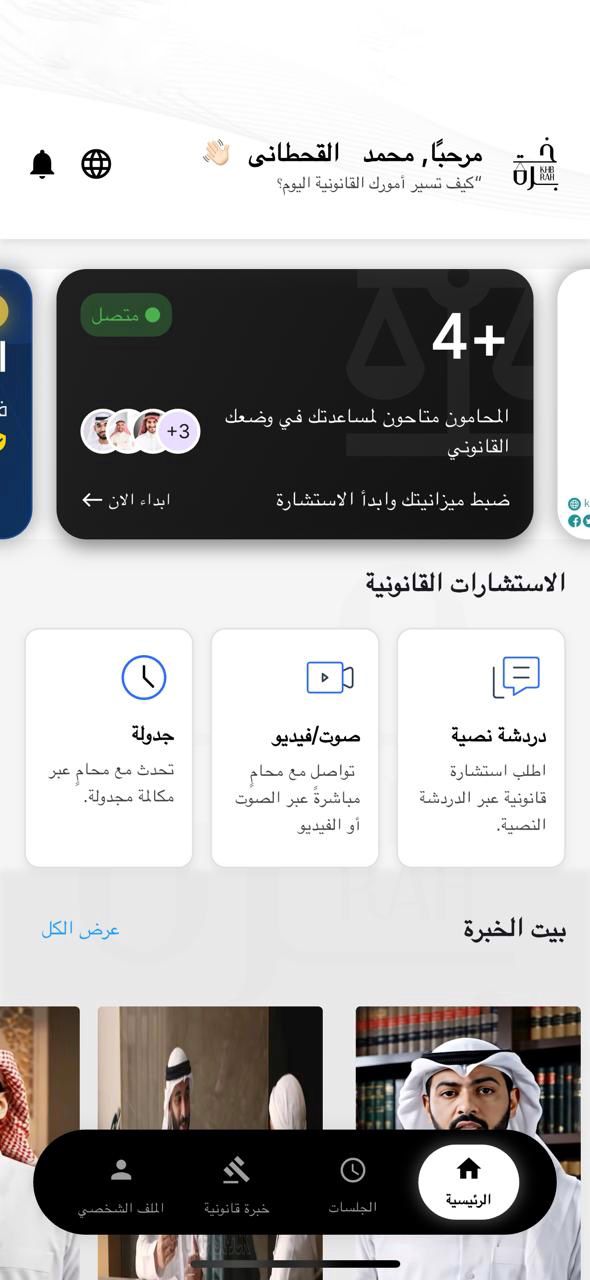 خـبـرة
KHB
RAH
مرحبًا, محمد القحطانى 👋🏻
“كيف تسير أمورك القانونية اليوم؟
متصل
4+
المحامون متاحون لمساعدتك في وضعك
القانوني
+3
ضبط ميزانيتك وابدأ الاستشارة
ابداء الان ←
الاستشارات القانونية
دردشة نصية
اطلب استشارة
قانونية عبر الدردشة
النصية.
صوت/فيديو
تواصل مع محامٍ
مباشرةً عبر الصوت
أو الفيديو
جدولة
تحدث مع محامٍ عبر
مكالمة مجدولة.
بيت الخبرة
عرض الكل
الرئيسية
الجلسات
خبرة قانونية
الملف الشخصي